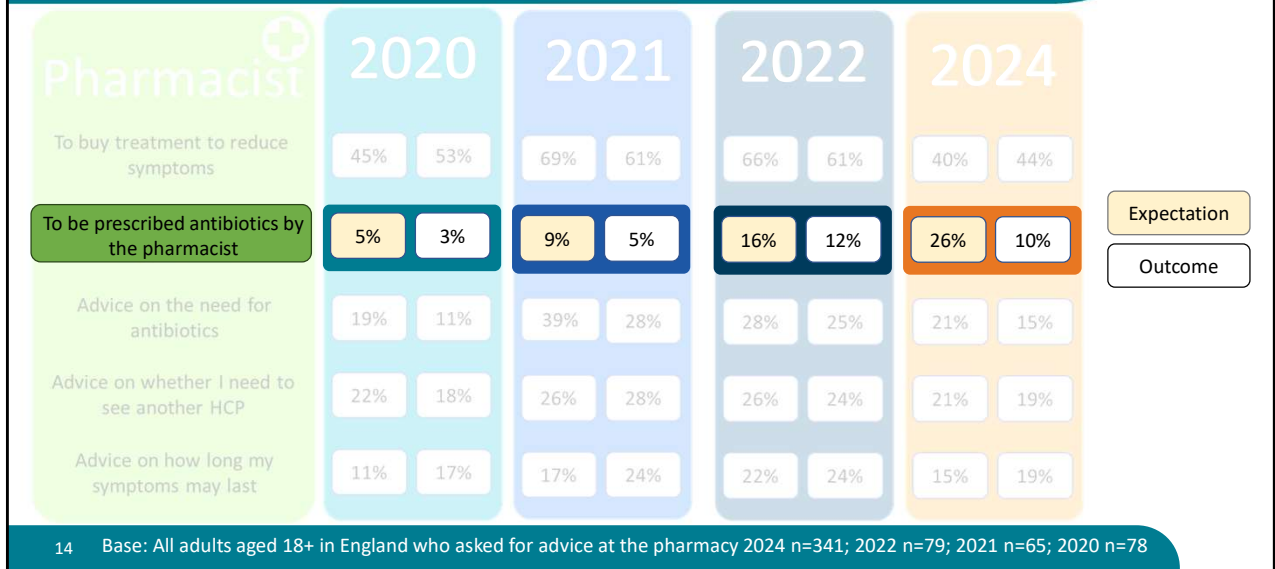 Pharmacist
2020 2021 2022 2024
To buy treatment to reduce
symptoms
45% 53% 69% 61% 66% 61% 40% 44%
To be prescribed antibiotics by
the pharmacist
5% 3% 9% 5% 16% 12% 26% 10%
Expectation
Outcome
Advice on the need for
antibiotics
19% 11% 39% 28% 28% 25% 21% 15%
Advice on whether I need to
see another HCP
22% 18% 26% 28% 26% 24% 21% 19%
Advice on how long my
symptoms may last
11% 17% 17% 24% 22% 24% 15% 19%
14 Base: All adults aged 18+ in England who asked for advice at the pharmacy 2024 n=341; 2022 n=79; 2021 n=65; 2020 n=78